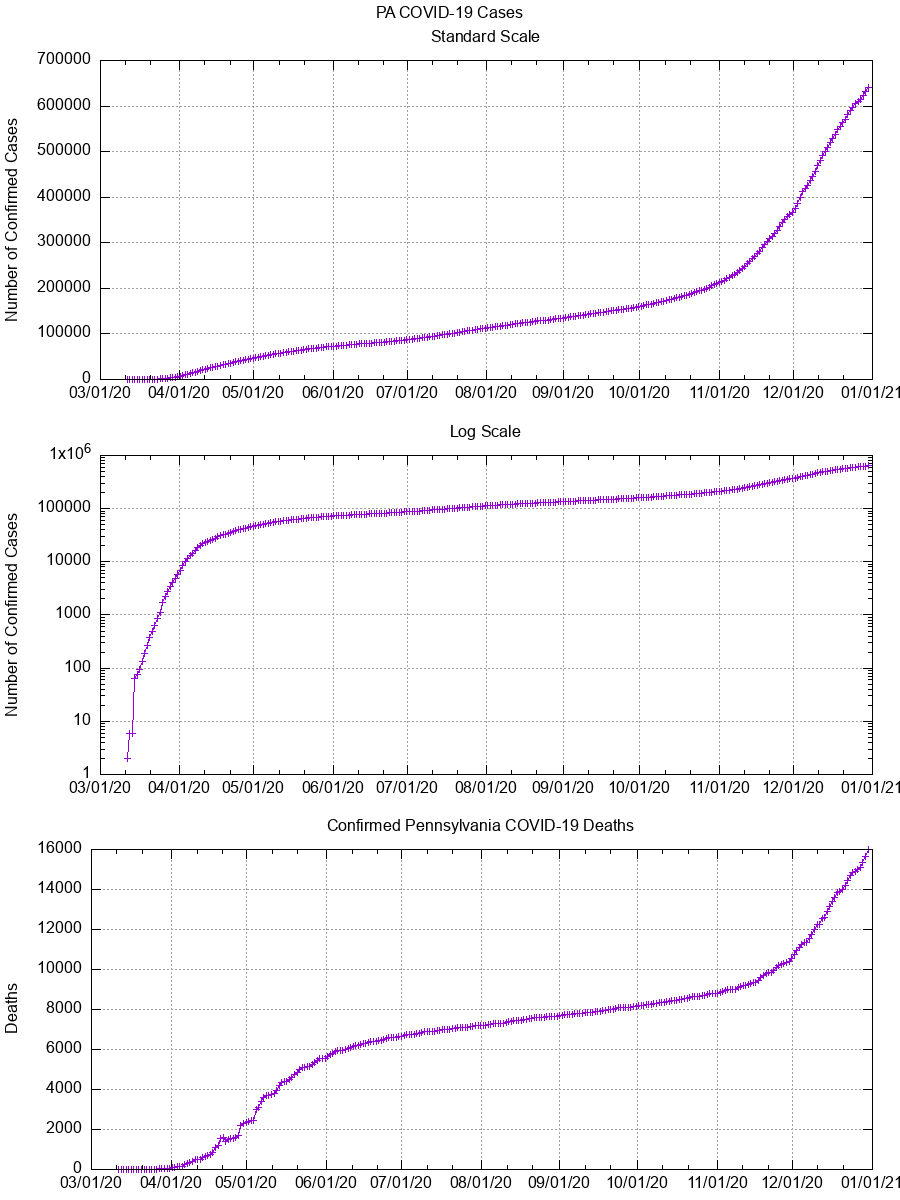 PA COVID-19 Cases
Standard Scale
Number of Confirmed Cases
700000
600000
500000
400000
300000
200000
100000
0
03/01/20 04/01/20 05/01/20 06/01/20 07/01/20 08/01/20 09/01/20 10/01/20 11/01/20 12/01/20 01/01/21
Log Scale
Number of Confirmed Cases
1x10⁶
100000
10000
1000
100
10
1
03/01/20 04/01/20 05/01/20 06/01/20 07/01/20 08/01/20 09/01/20 10/01/20 11/01/20 12/01/20 01/01/21
Confirmed Pennsylvania COVID-19 Deaths
Deaths
16000
14000
12000
10000
8000
6000
4000
2000
0
03/01/20 04/01/20 05/01/20 06/01/20 07/01/20 08/01/20 09/01/20 10/01/20 11/01/20 12/01/20 01/01/21